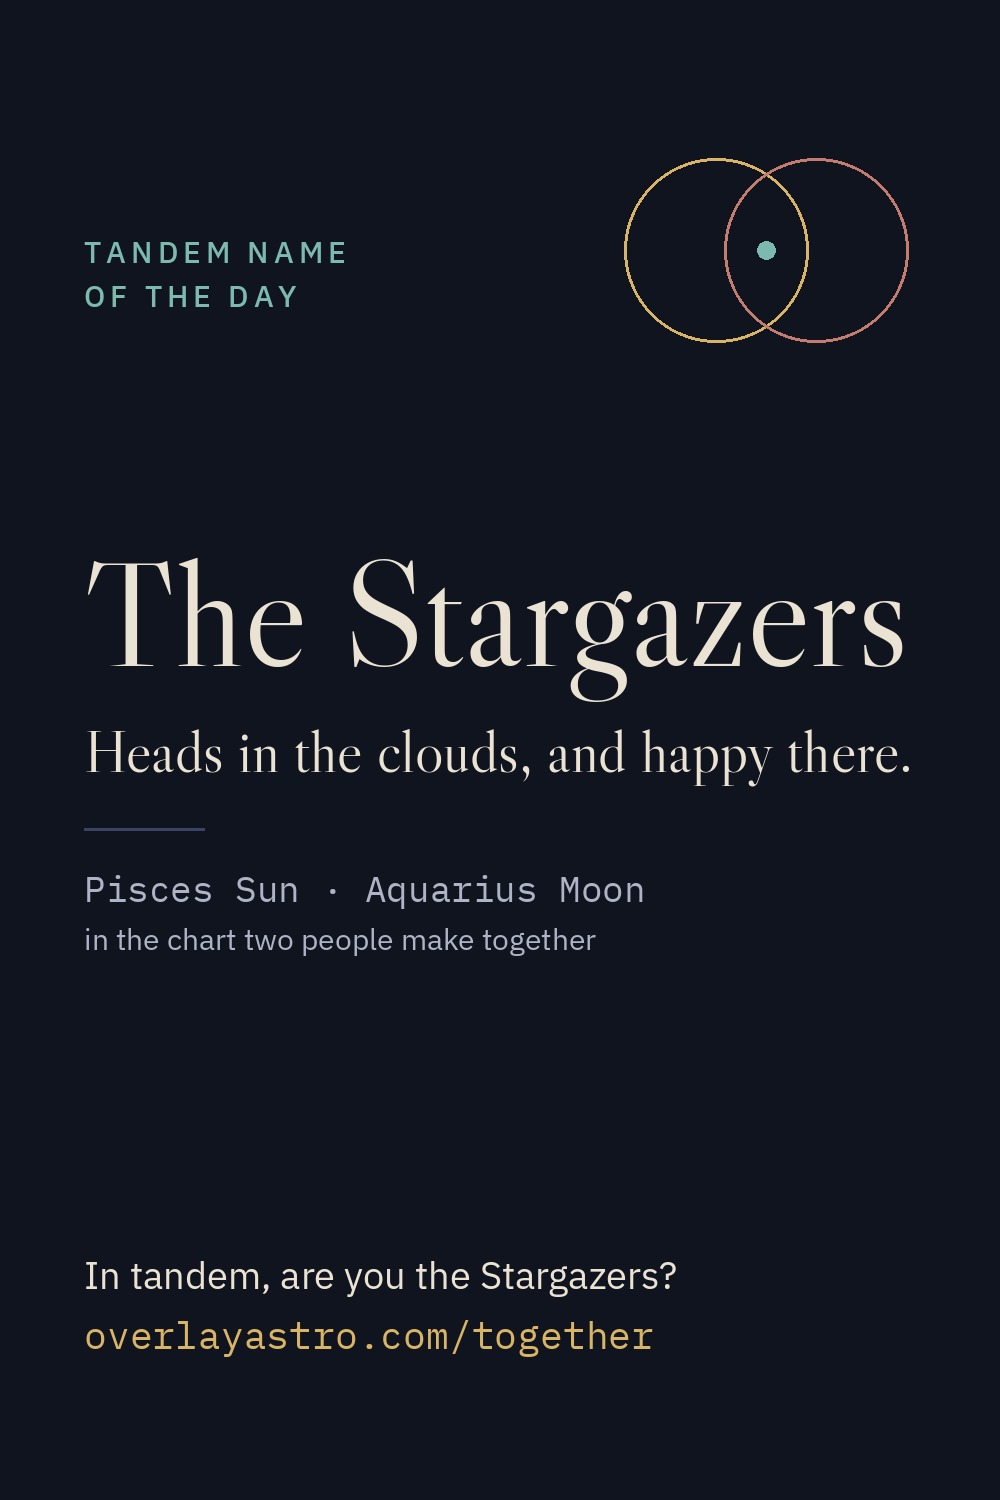 TANDEM NAME
OF THE DAY
The Stargazers
Heads in the clouds, and happy there.
Pisces Sun · Aquarius Moon
in the chart two people make together
In tandem, are you the Stargazers?
overlayastro.com/together